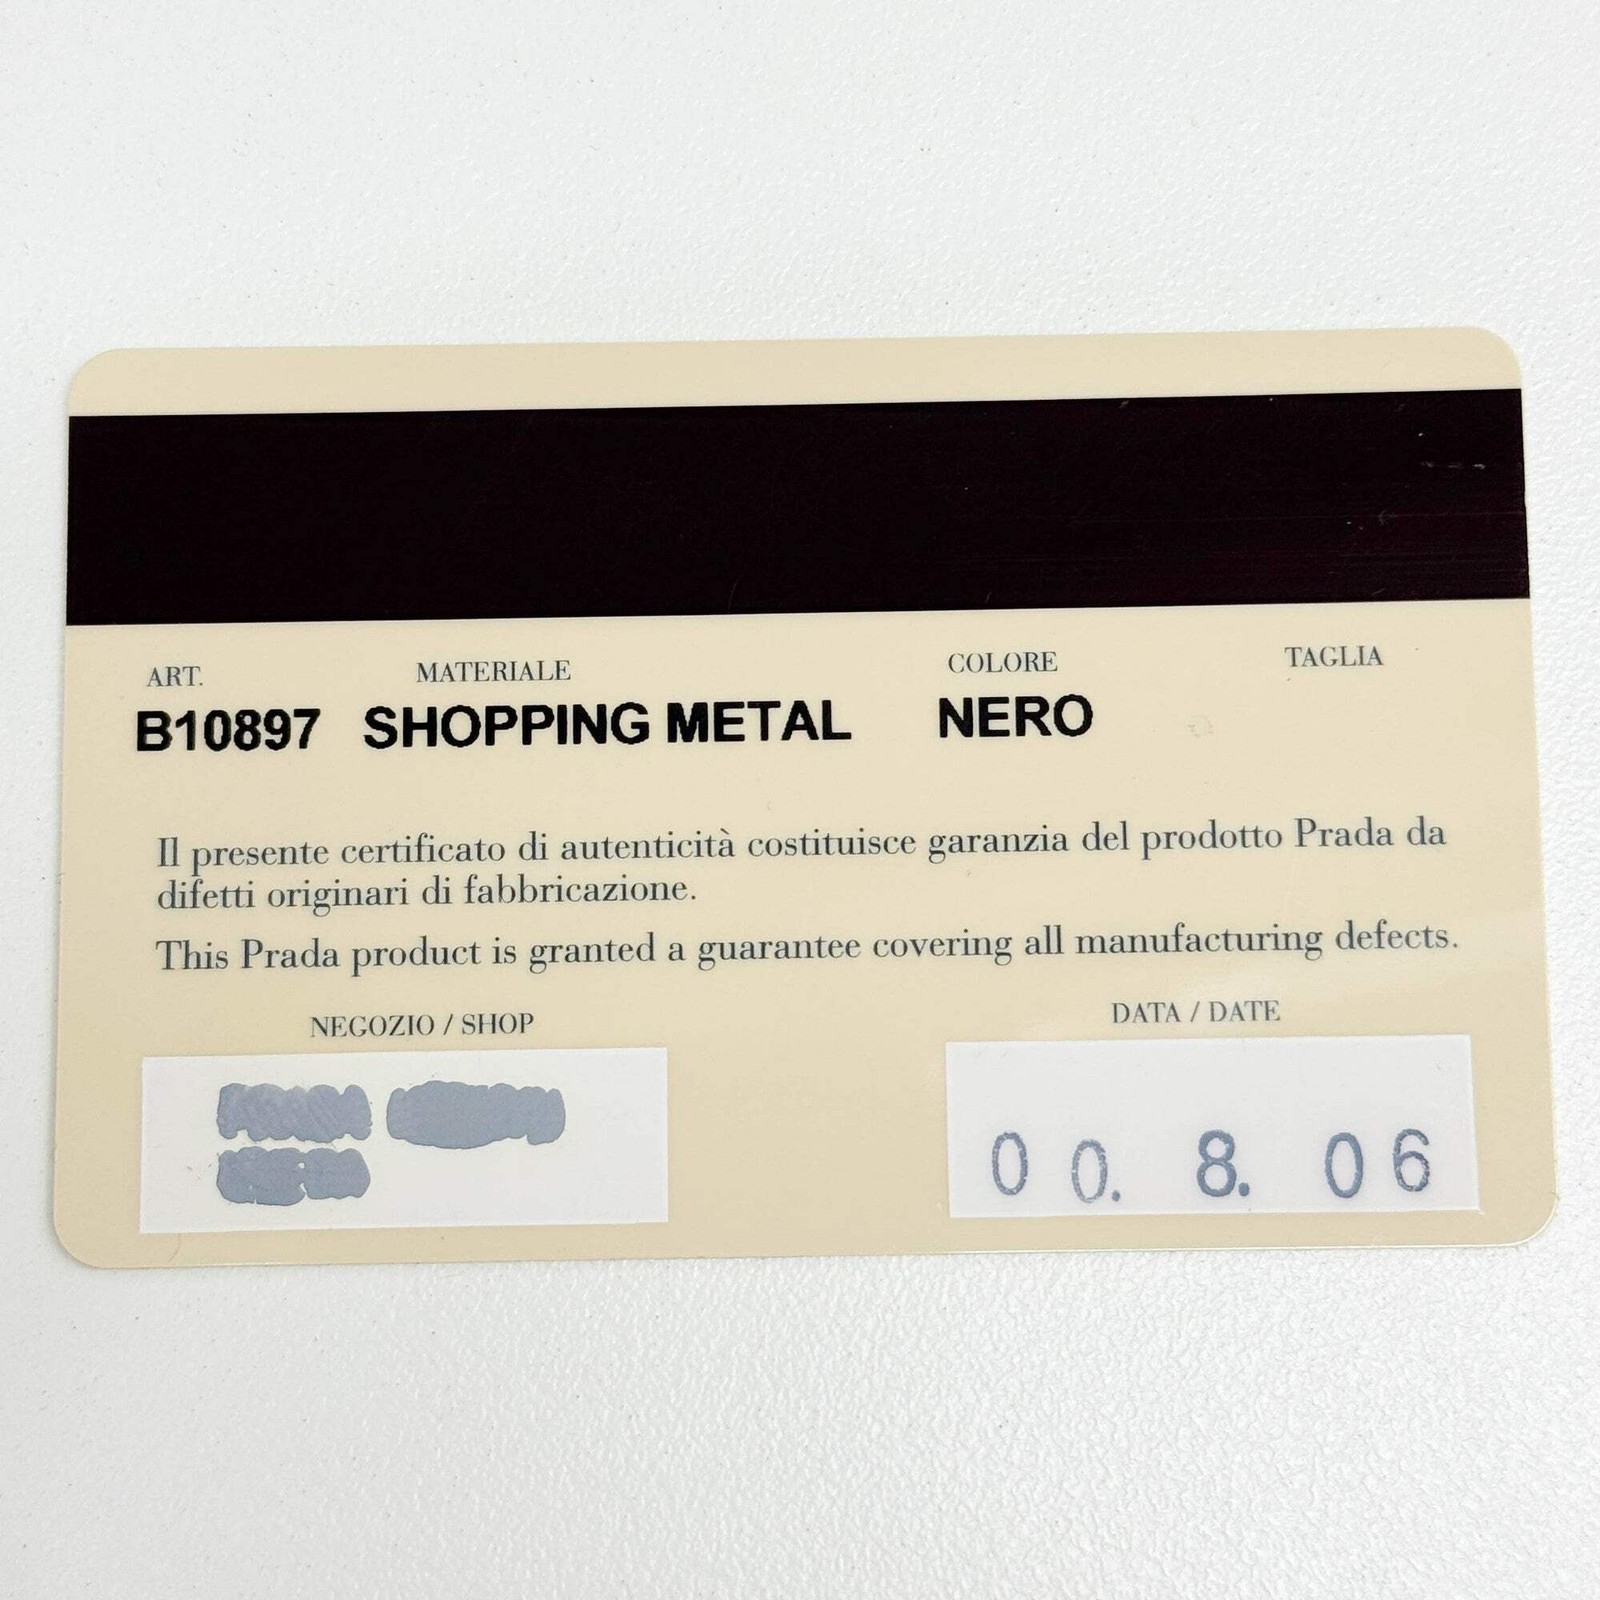 ART. MATERIALE COLORE TAGLIA
B10897 SHOPPING METAL NERO
Il presente certificato di autenticità costituisce garanzia del prodotto Prada da
difetti originari di fabbricazione.
This Prada product is granted a guarantee covering all manufacturing defects.
NEGOZIO / SHOP DATA / DATE
00. 8. 06